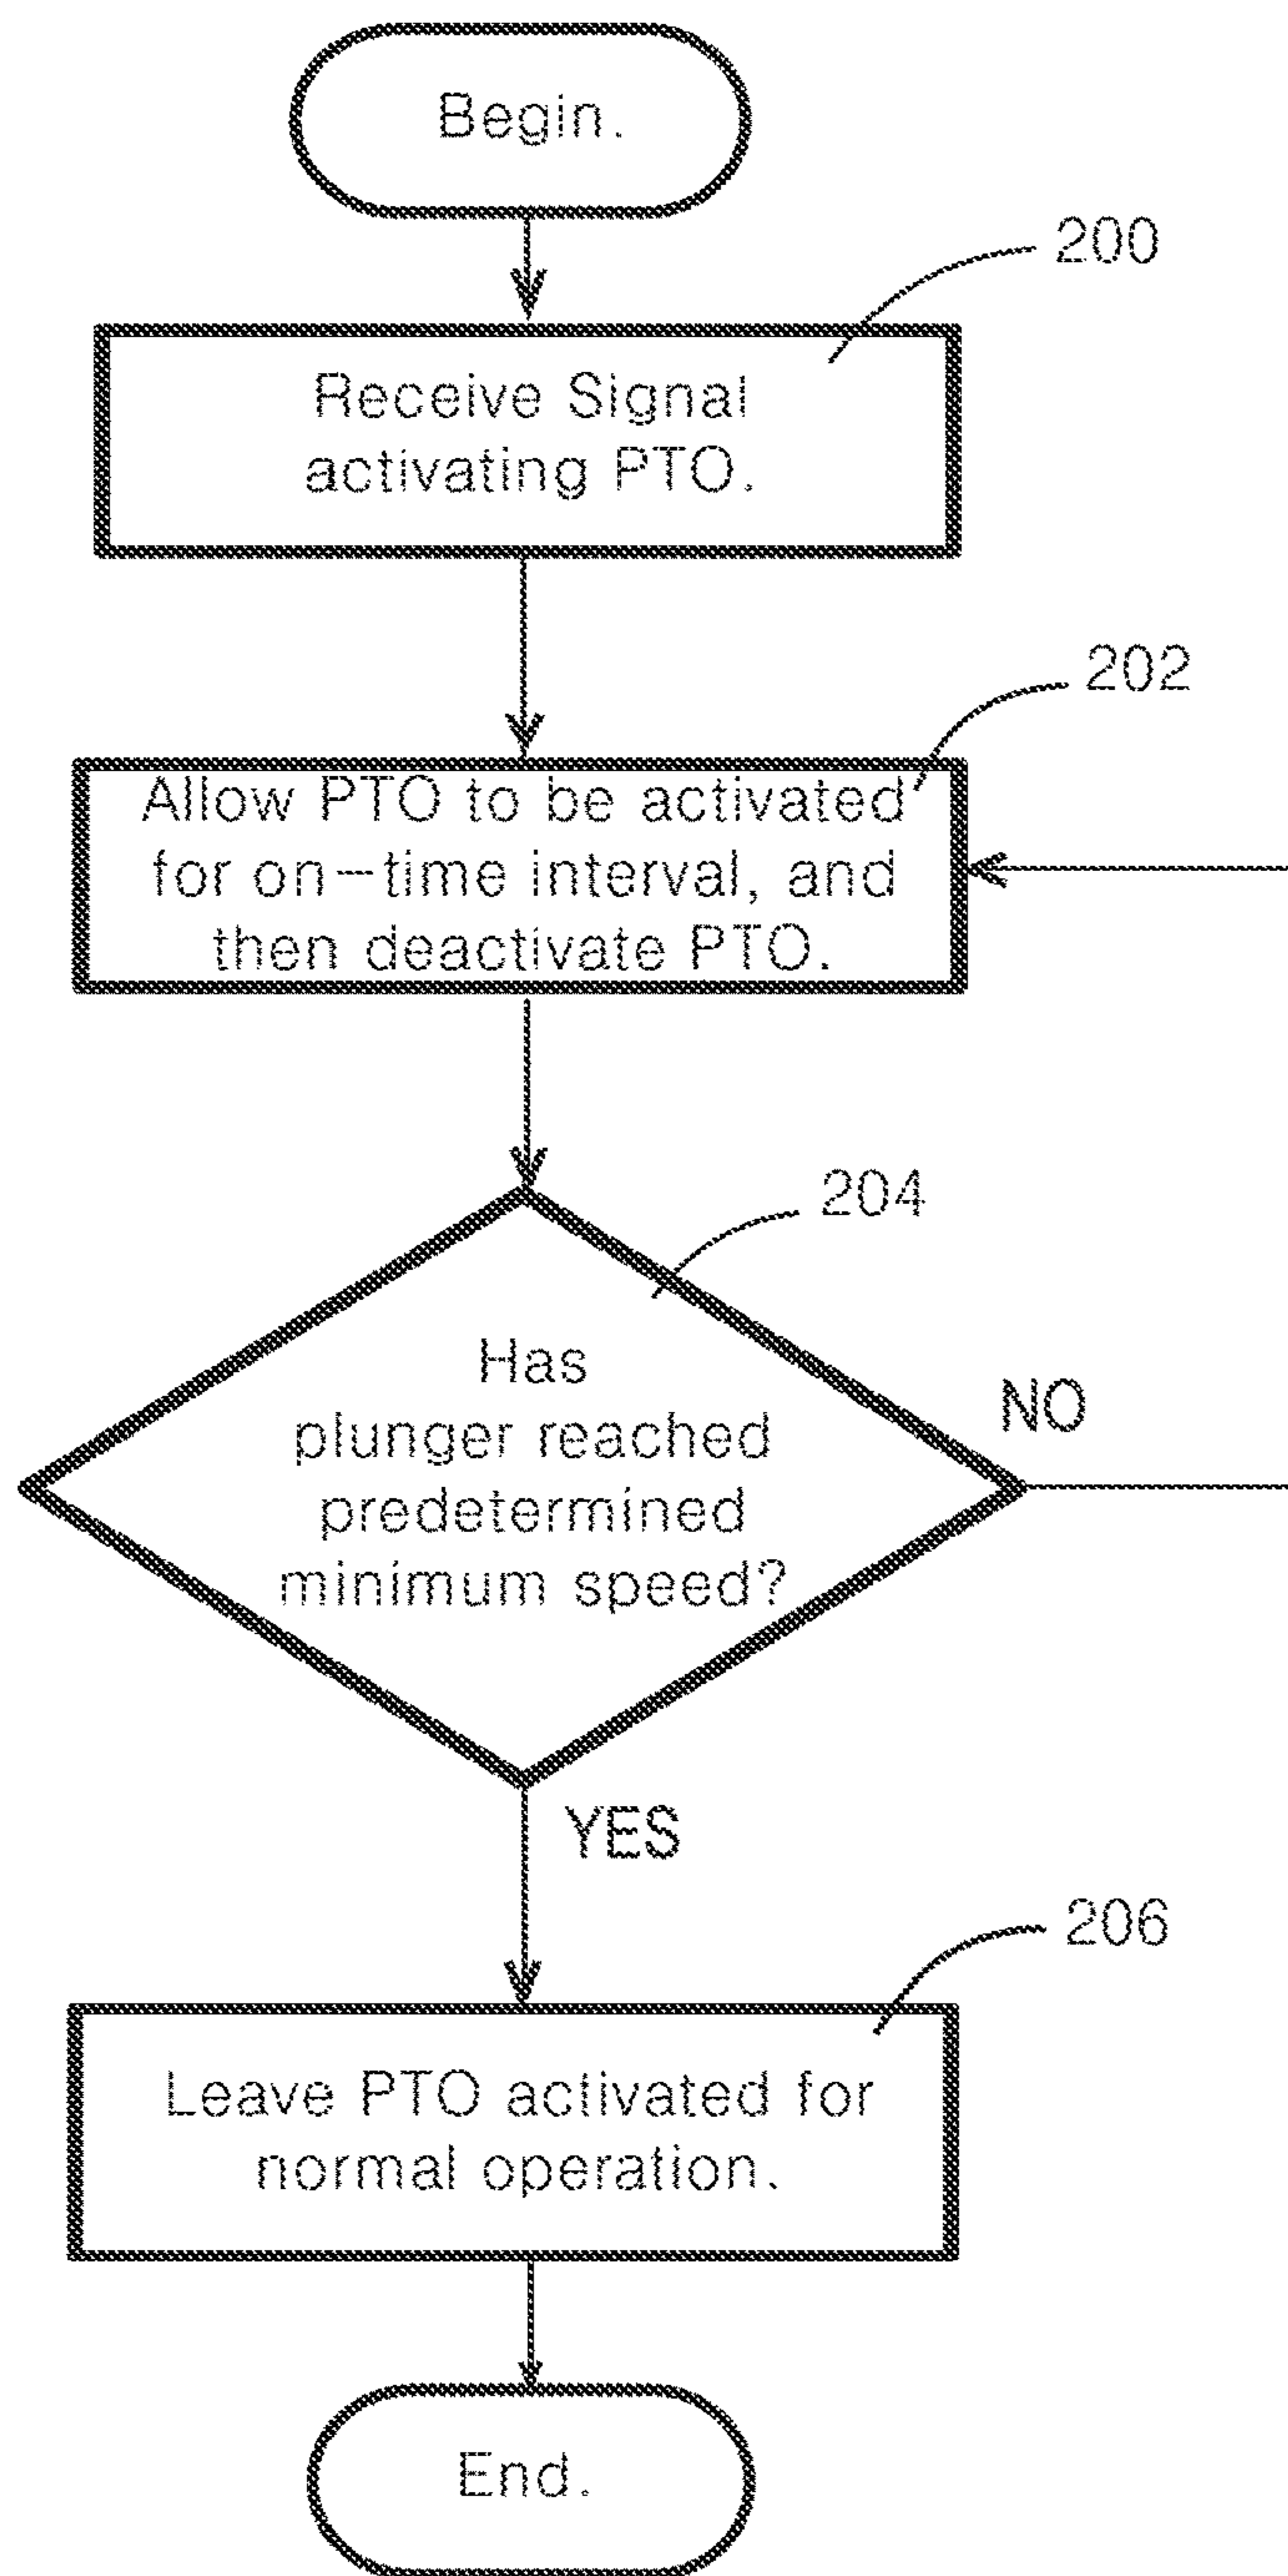 Begin.
200
Receive Signal
activating PTO.
202
Allow PTO to be activated
for on-time interval, and
then deactivate PTO.
204
Has
plunger reached
predetermined
minimum speed?
NO
YES
206
Leave PTO activated for
normal operation.
End.